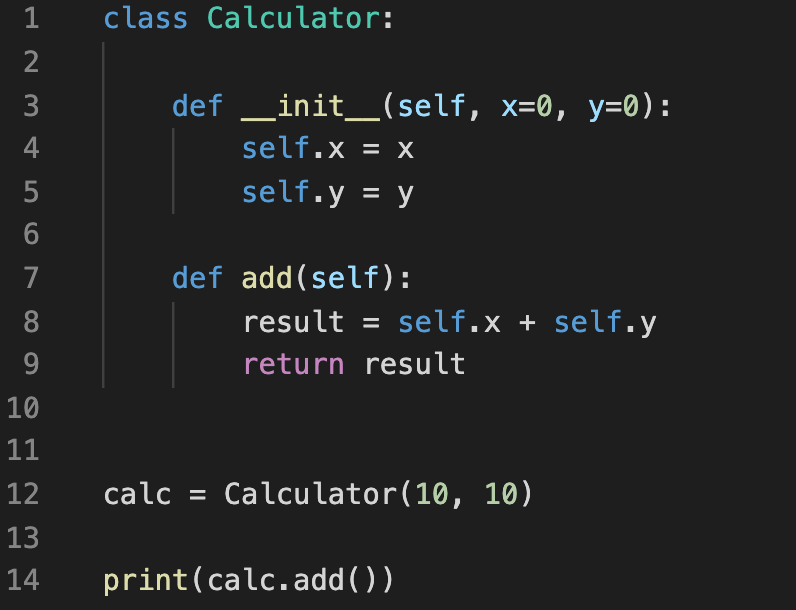 1 class Calculator:
2
3     def __init__(self, x=0, y=0):
4         self.x = x
5         self.y = y
6
7     def add(self):
8         result = self.x + self.y
9         return result
10
11
12 calc = Calculator(10, 10)
13
14 print(calc.add())